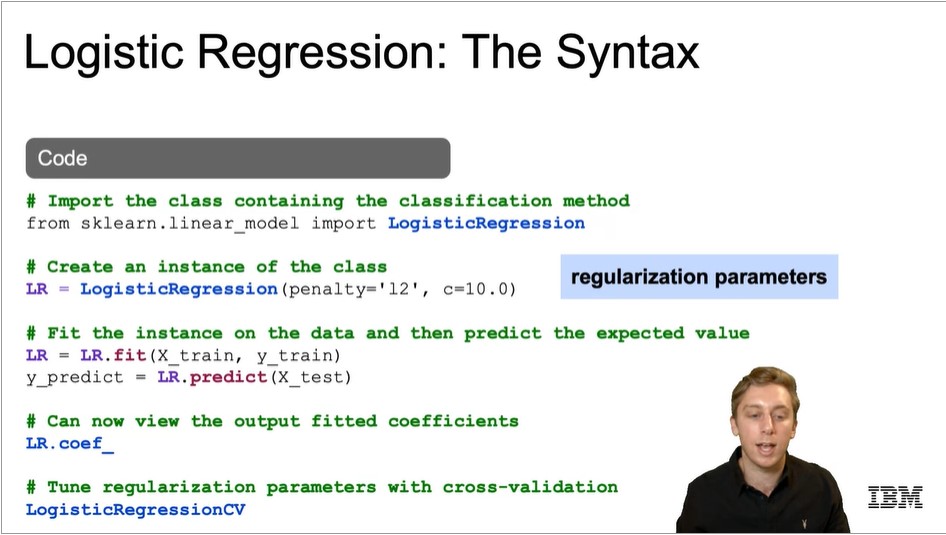 Logistic Regression: The Syntax
Code
# Import the class containing the classification method
from sklearn.linear_model import LogisticRegression
# Create an instance of the class
LR = LogisticRegression(penalty='l2', c=10.0)
regularization parameters
# Fit the instance on the data and then predict the expected value
LR = LR.fit(X_train, y_train)
y_predict = LR.predict(X_test)
# Can now view the output fitted coefficients
LR.coef_
# Tune regularization parameters with cross-validation
LogisticRegressionCV
IBM